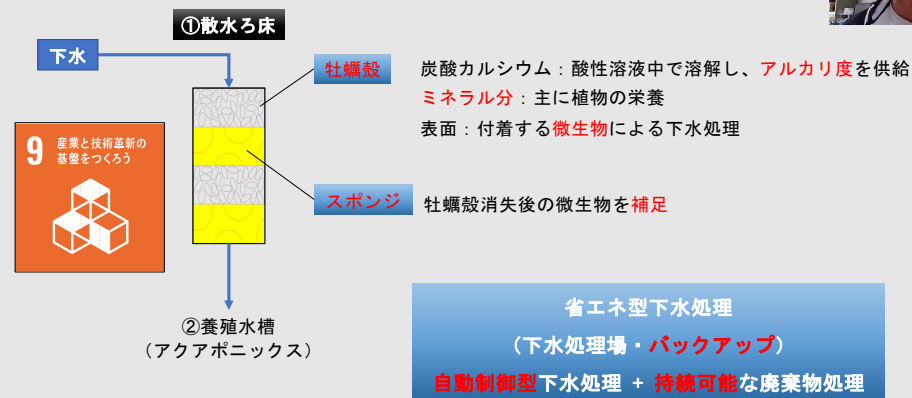 ①散水ろ床
下水
牡蠣殻
炭酸カルシウム：酸性溶液中で溶解し、アルカリ度を供給
ミネラル分：主に植物の栄養
表面：付着する微生物による下水処理
9 産業と技術革新の
基盤をつくろう
スポンジ
牡蠣殻消失後の微生物を補足
②養殖水槽
（アクアポニックス）
省エネ型下水処理
（下水処理場・バックアップ）
自動制御型下水処理 + 持続可能な廃棄物処理